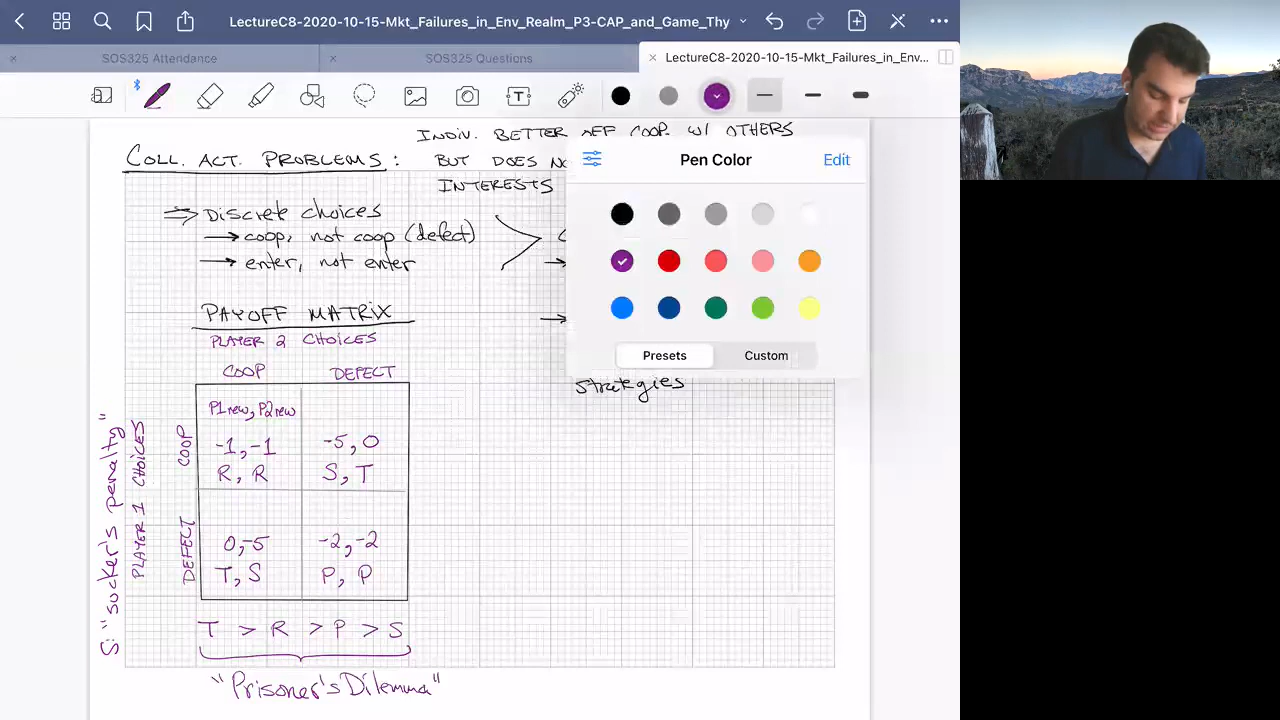 LectureC8-2020-10-15-Mkt_Failures_in_Env_Realm_P3-CAP_and_Game_Thy
SOS325 Attendance
SOS325 Questions
LectureC8-2020-10-15-Mkt_Failures_in_Env...
INDIV. BETTER OFF COOP. W/ OTHERS
COLL. ACT. PROBLEMS: BUT DOES NO
INTERESTS
Pen Color
Edit
Presets
Custom
⇒ Discrete choices
→ coop, not coop (defect)
→ enter, not enter
PAYOFF MATRIX
PLAYER 2 CHOICES
COOP DEFECT
strategies
S: "sucker's penalty"
PLAYER 1 CHOICES
COOP
DEFECT
P1rew, P2rew
-1, -1 -5, 0
R, R S, T
0, -5 -2, -2
T, S P, P
T > R > P > S
"Prisoner's Dilemma"